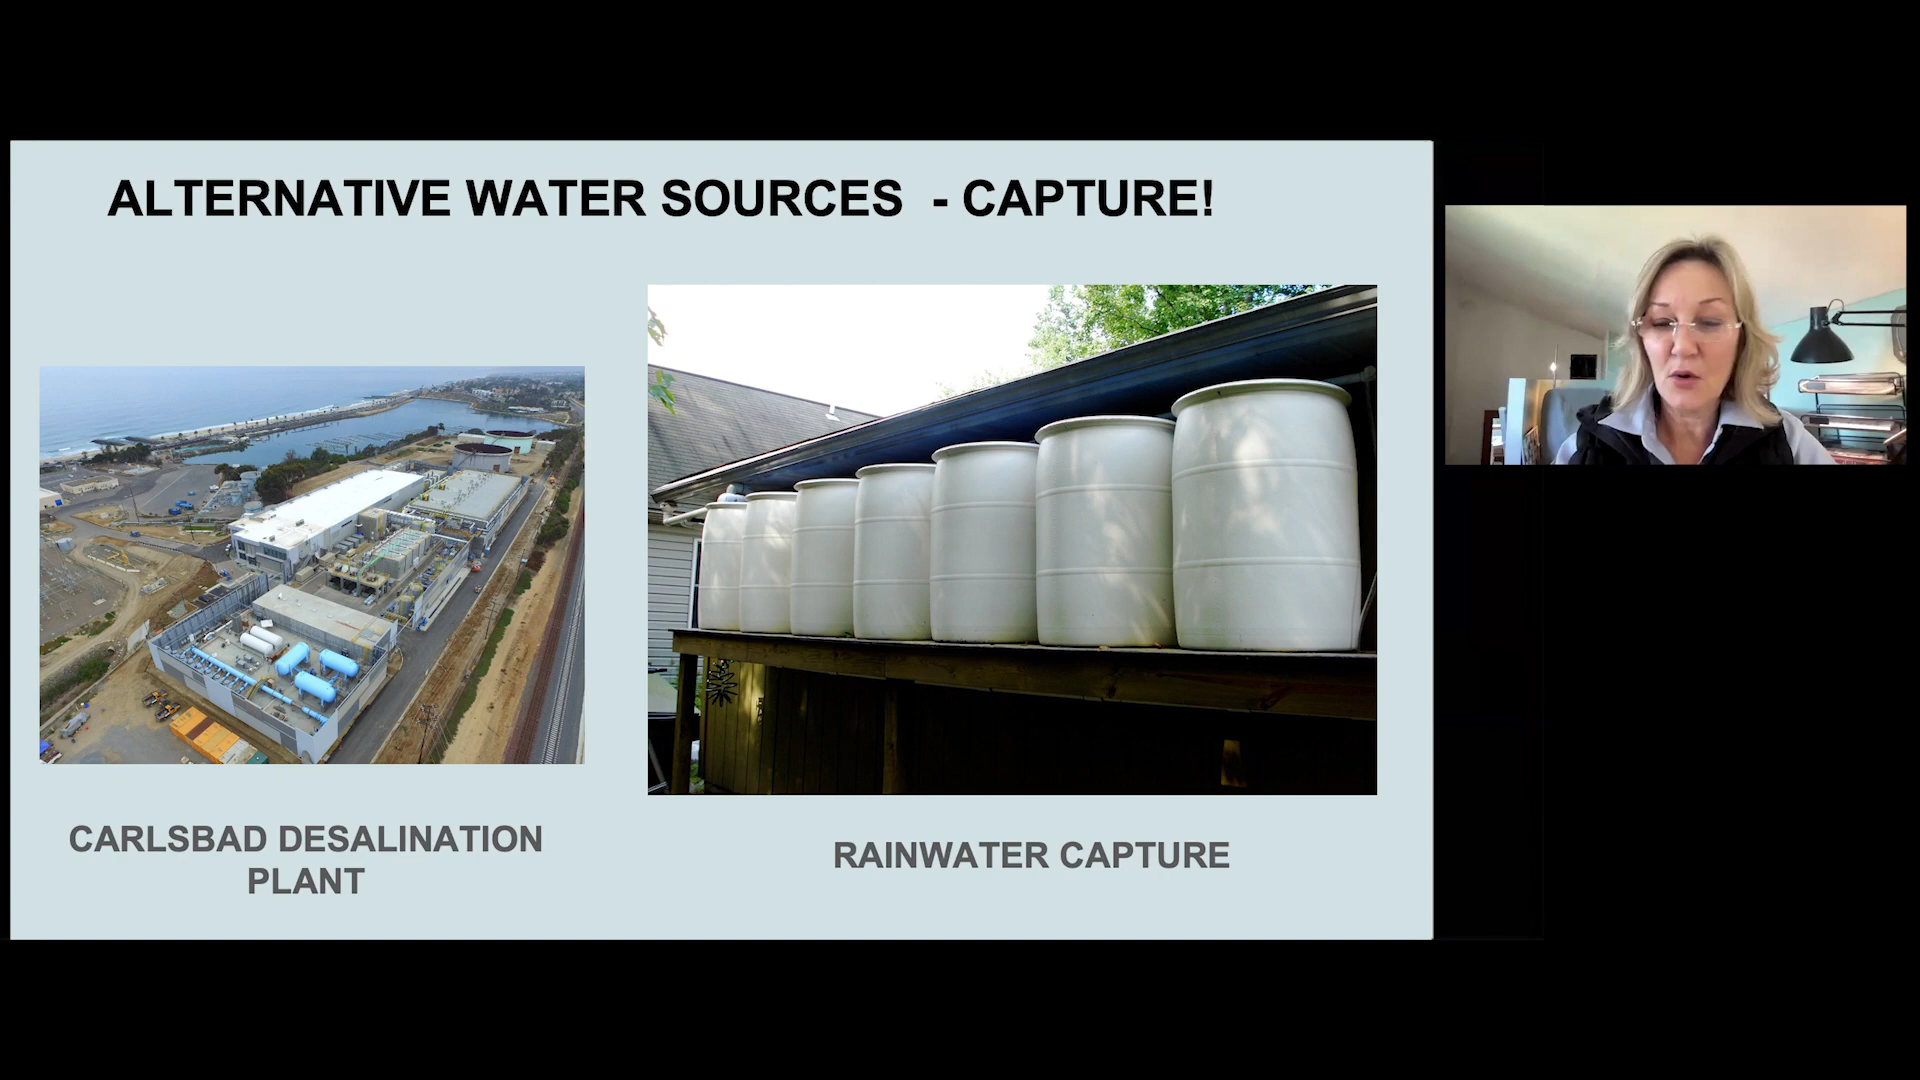 ALTERNATIVE WATER SOURCES - CAPTURE!
CARLSBAD DESALINATION
PLANT
RAINWATER CAPTURE